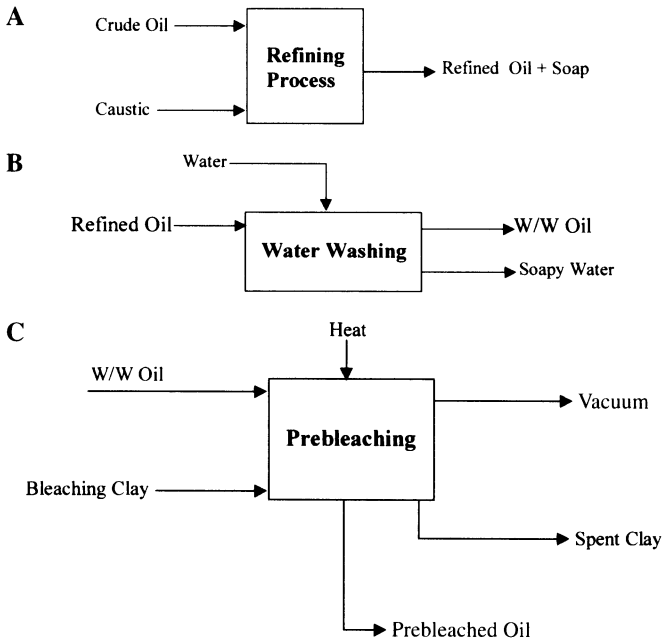 A
Crude Oil
Refining
Process
Refined Oil + Soap
Caustic
B
Water
Refined Oil
Water Washing
W/W Oil
Soapy Water
C
Heat
W/W Oil
Vacuum
Prebleaching
Bleaching Clay
Spent Clay
Prebleached Oil